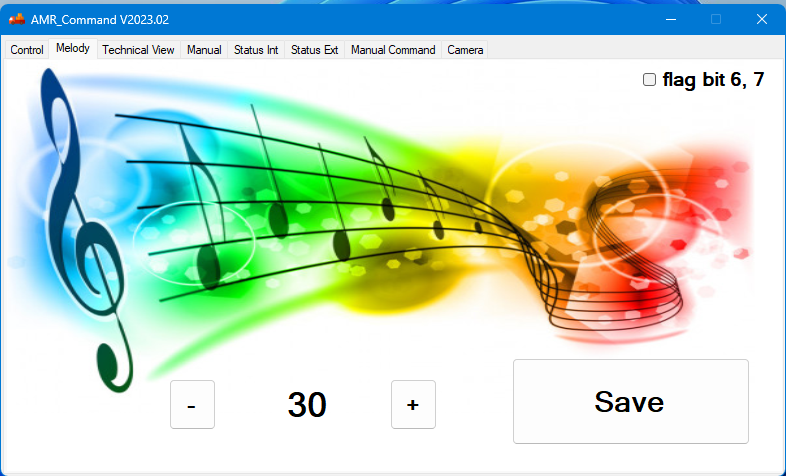 AMR_Command V2023.02
Control Melody Technical View Manual Status Int Status Ext Manual Command Camera
flag bit 6, 7
- 30 + Save